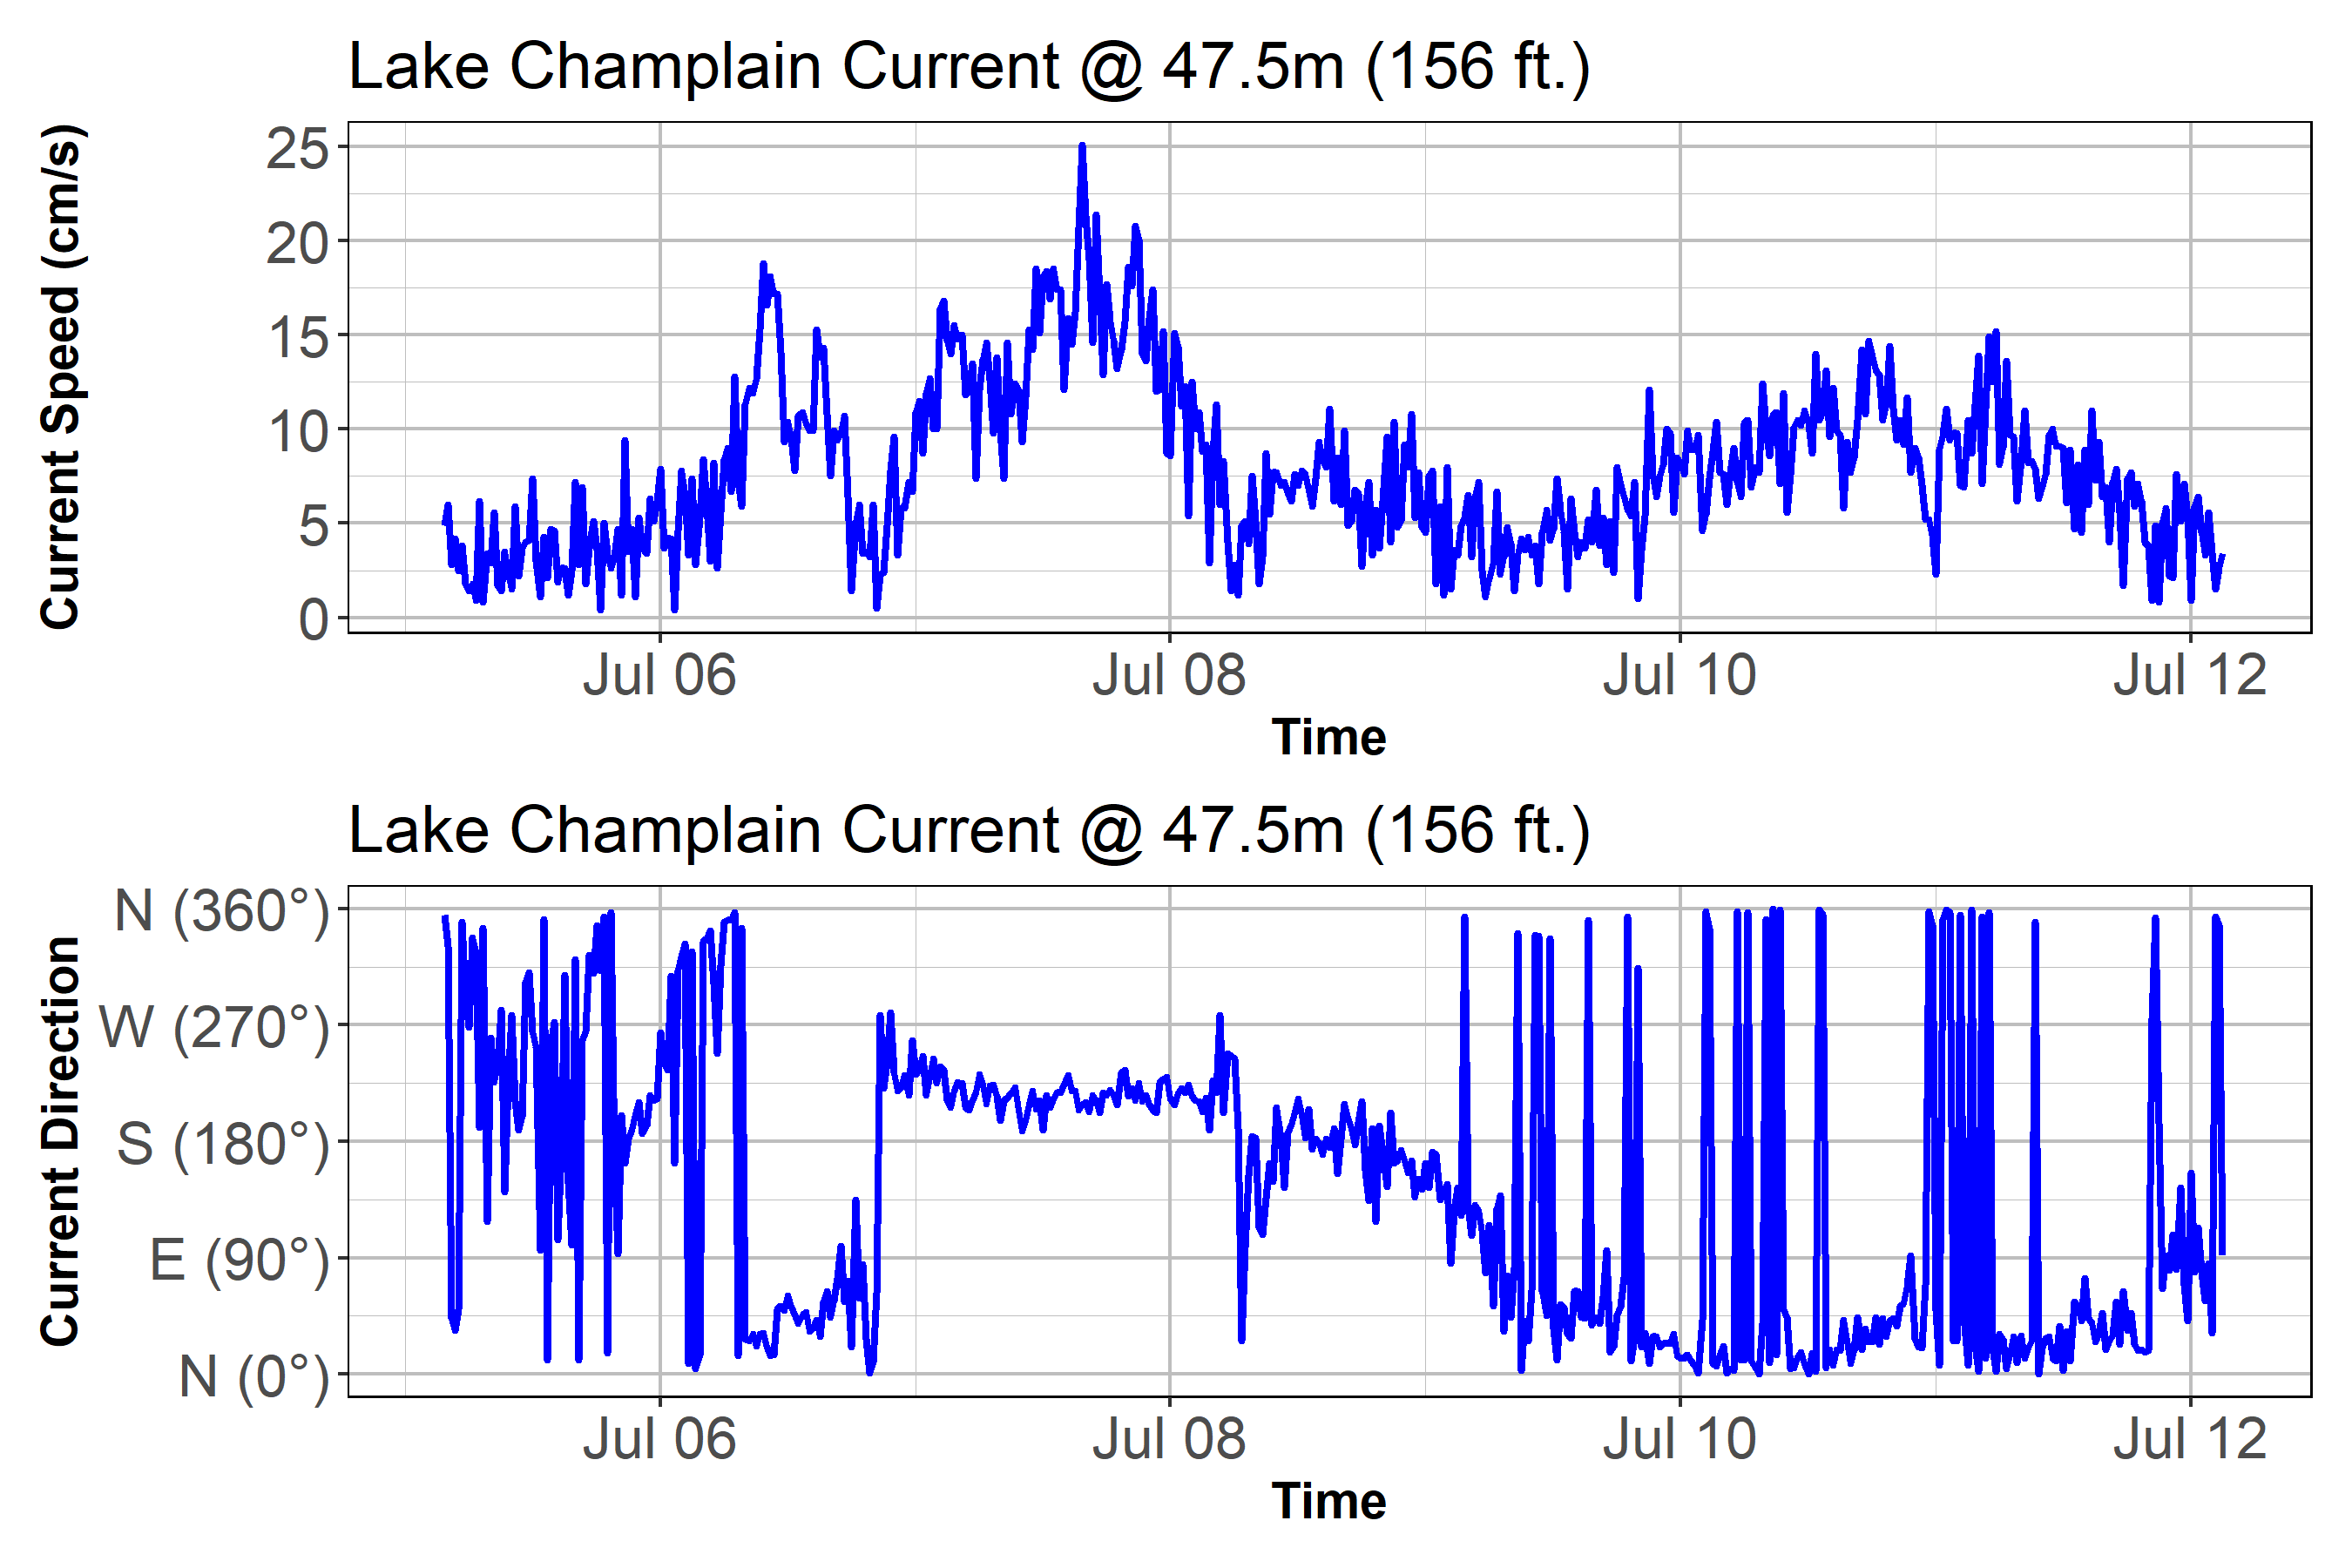 Lake Champlain Current @ 47.5m (156 ft.)
Current Speed (cm/s)
25
20
15
10
5
0
Jul 06 Jul 08 Jul 10 Jul 12
Time
Lake Champlain Current @ 47.5m (156 ft.)
Current Direction
N (360°)
W (270°)
S (180°)
E (90°)
N (0°)
Jul 06 Jul 08 Jul 10 Jul 12
Time